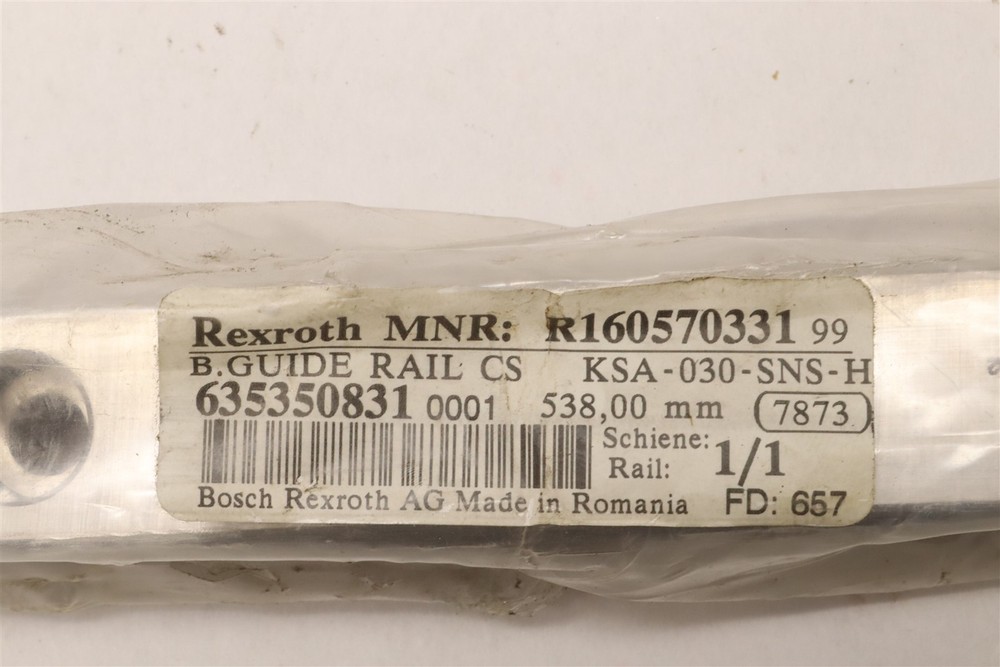 Rexroth MNR: R160570331 99
B.GUIDE RAIL CS KSA-030-SNS-H
635350831 0001 538,00 mm 7873
Schiene:
Rail: 1/1
Bosch Rexroth AG Made in Romania FD: 657